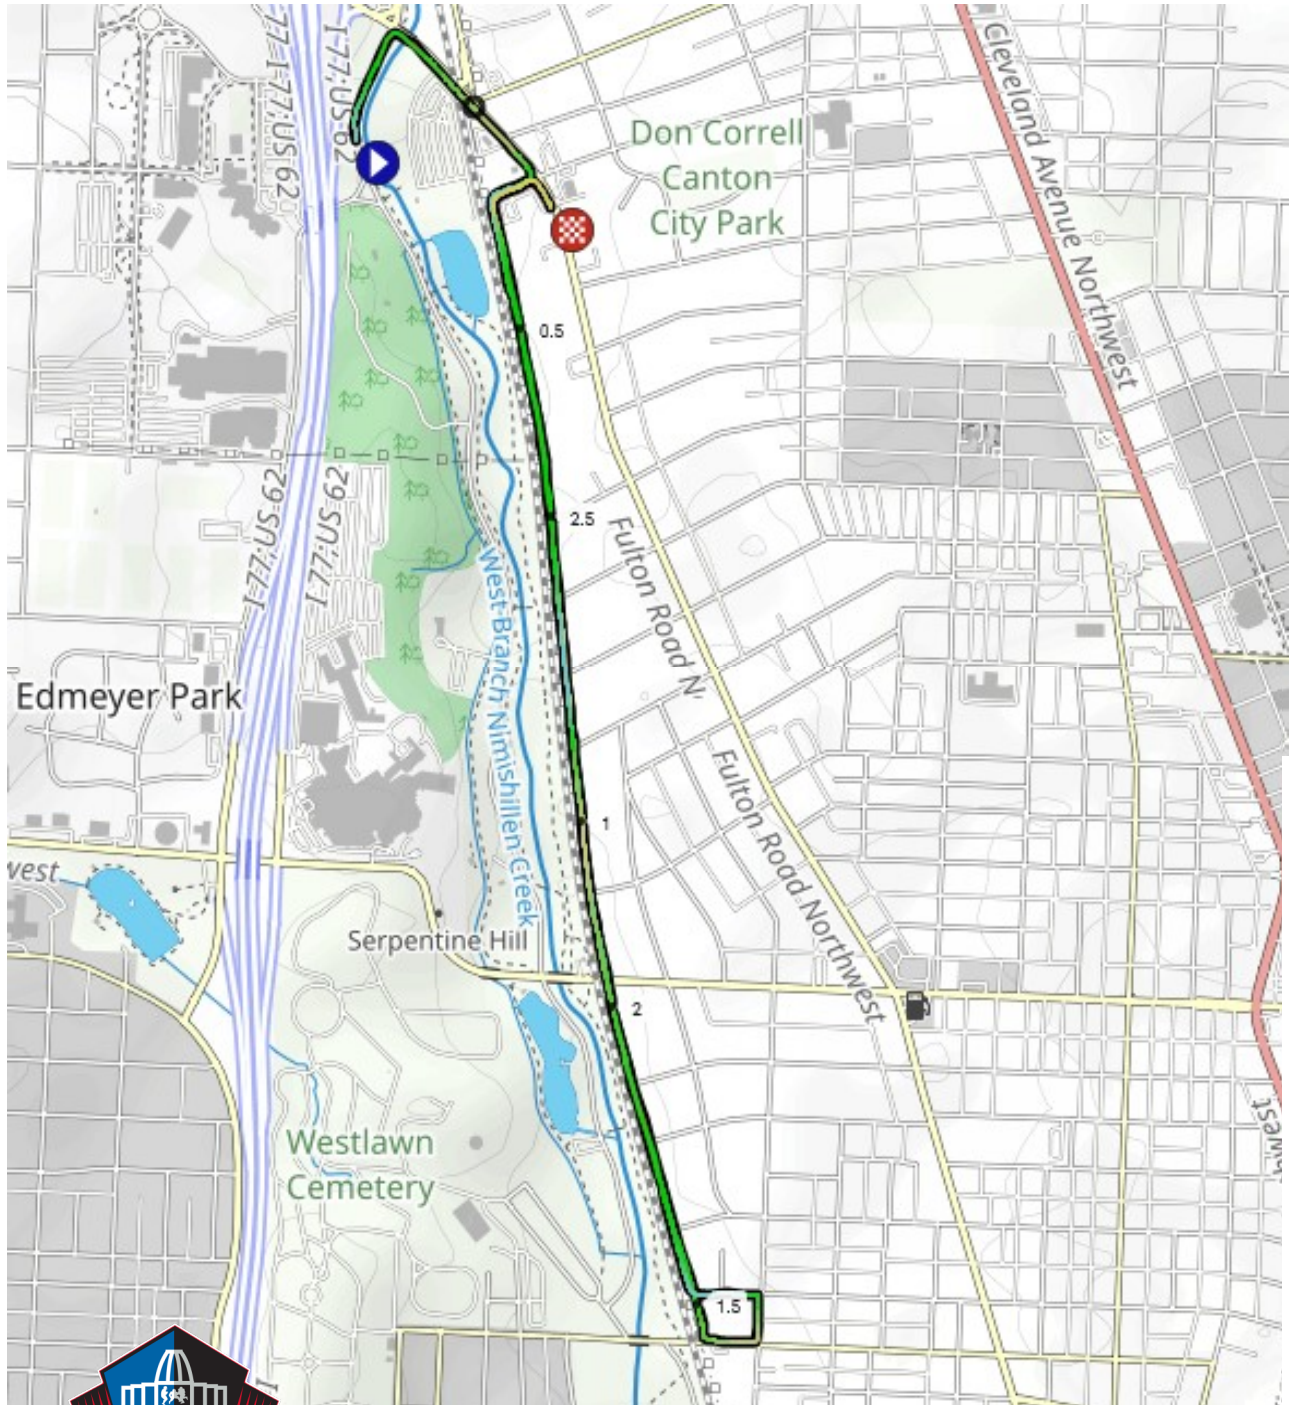 I 77;US 62
I 77;US 62
Don Correll
Canton
City Park
Cleveland Avenue Northwest
0.5
2.5
I 77;US 62
I 77;US 62
Fulton Road N
West Branch Nimishillen Creek
Edmeyer Park
Fulton Road Northwest
1
west
Serpentine Hill
2
Westlawn
Cemetery
1.5